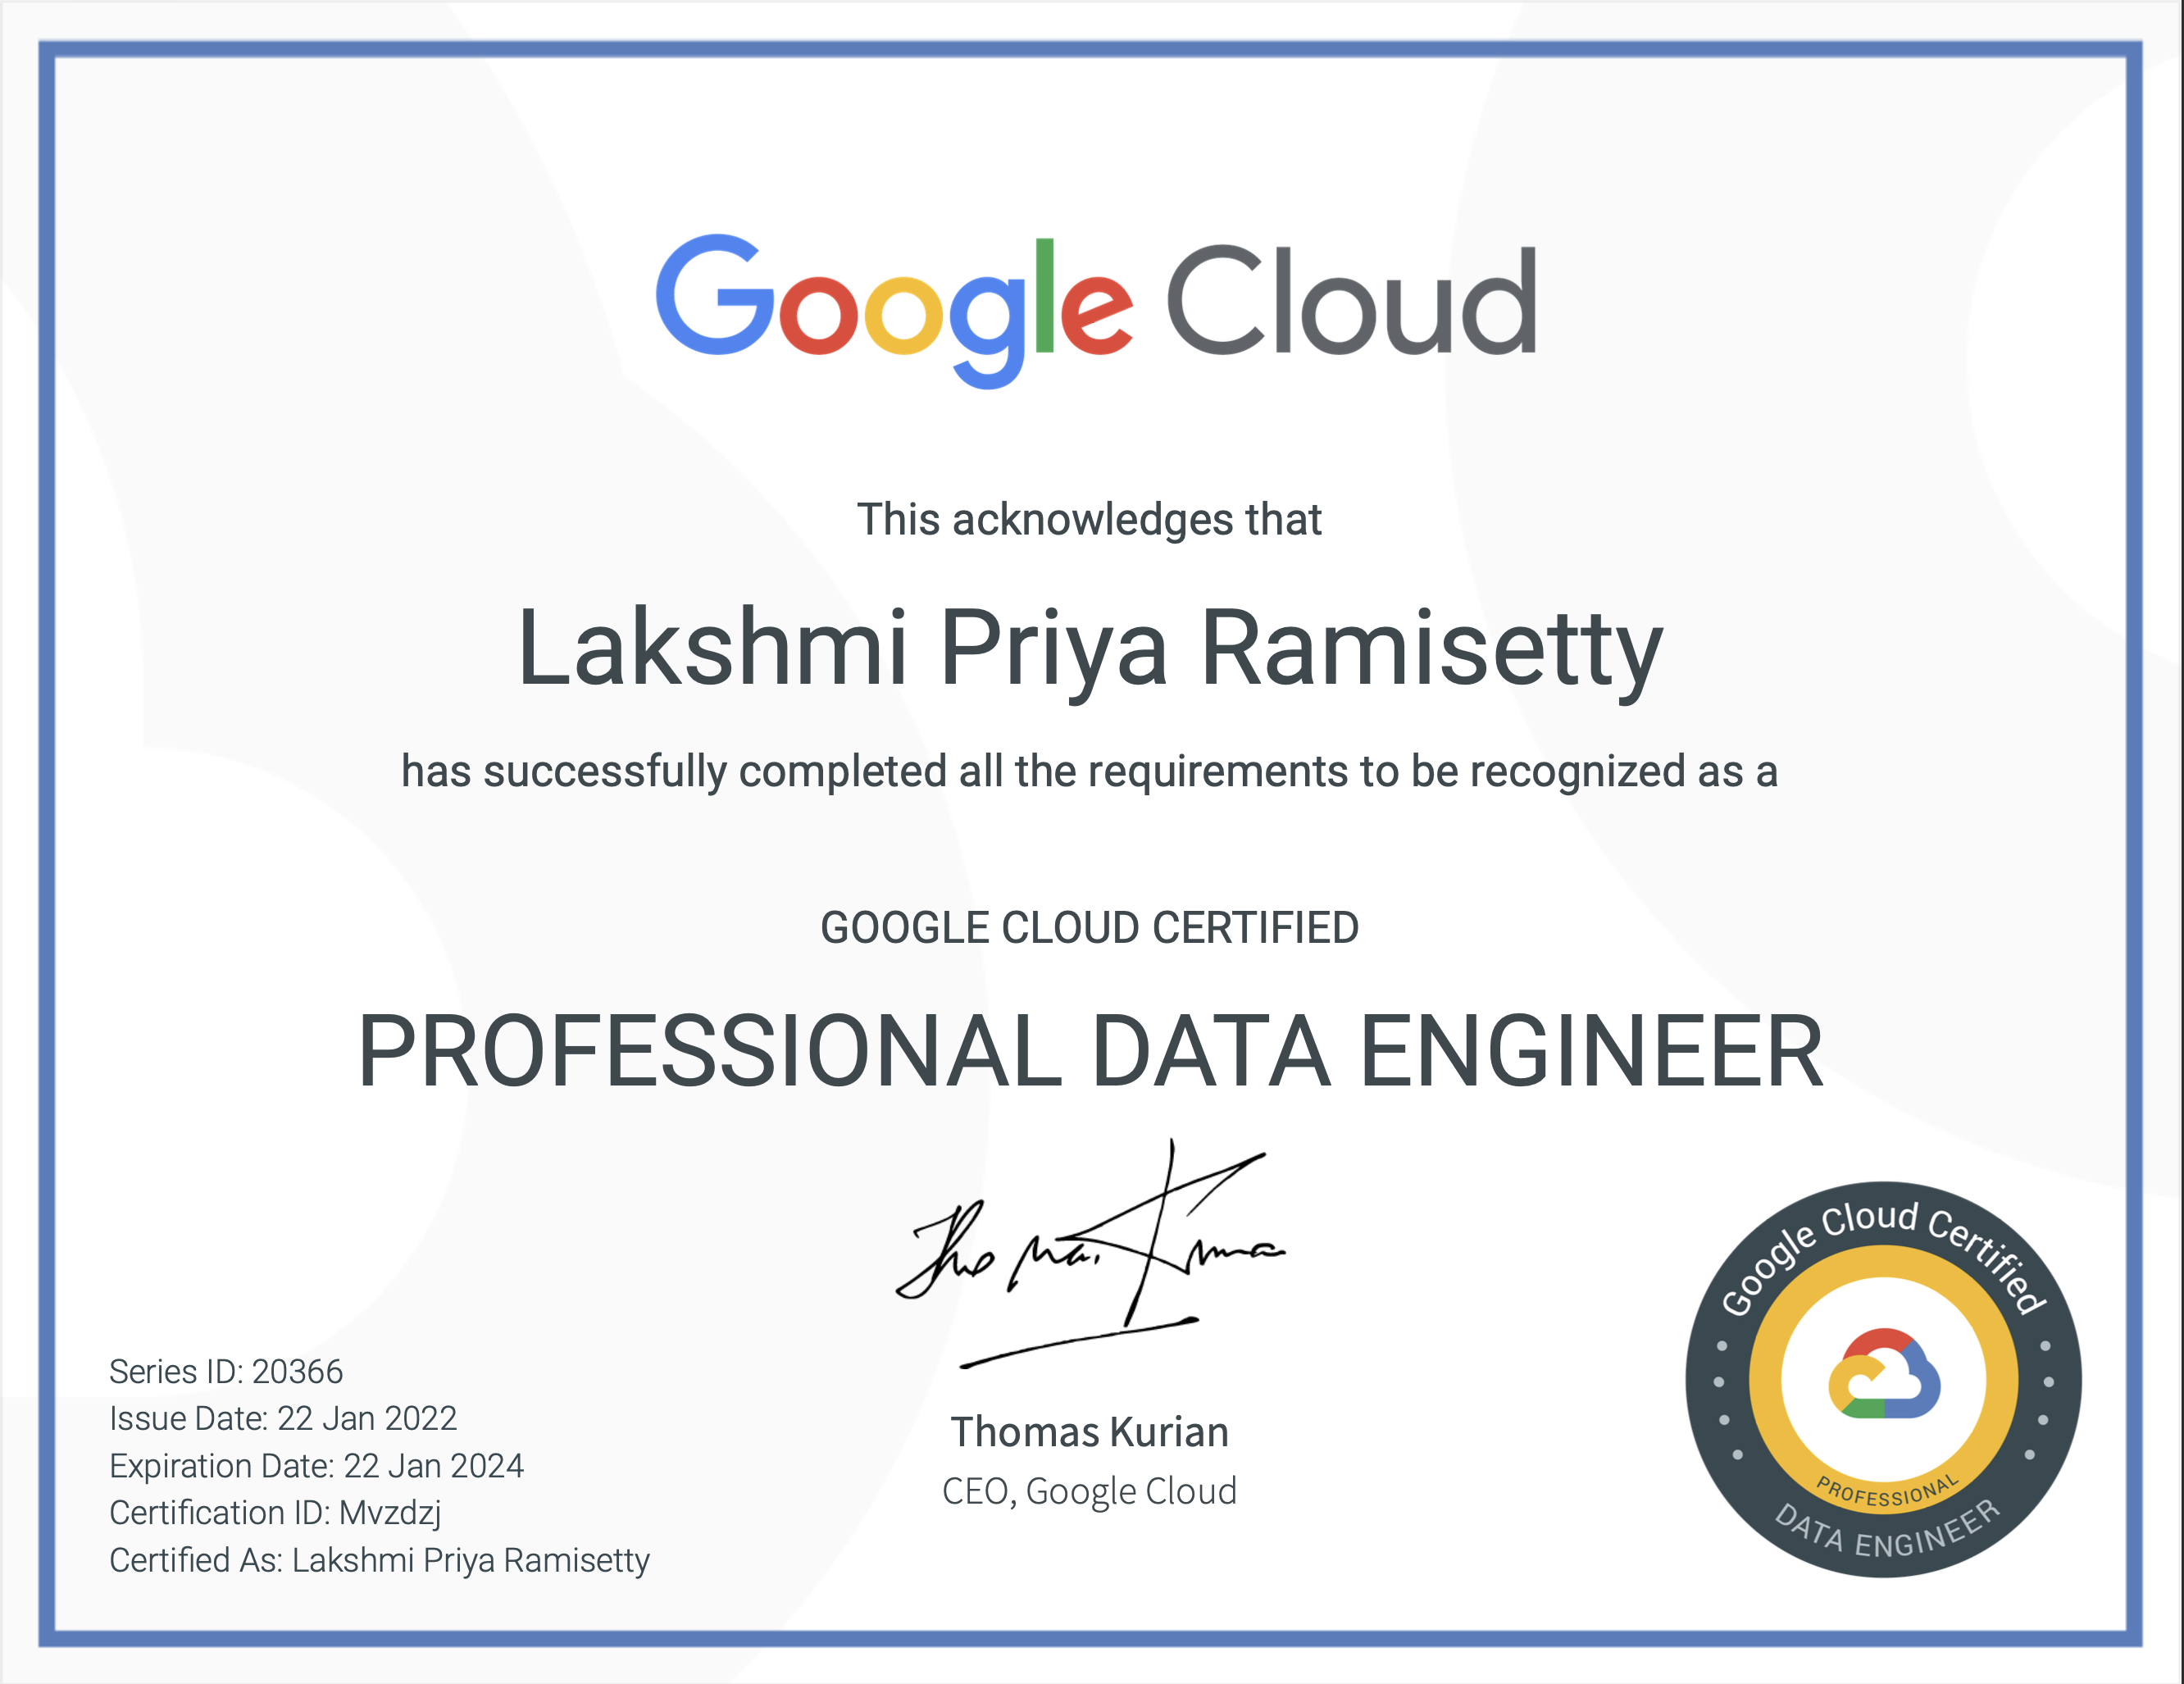 Google Cloud
This acknowledges that
Lakshmi Priya Ramisetty
has successfully completed all the requirements to be recognized as a
GOOGLE CLOUD CERTIFIED
PROFESSIONAL DATA ENGINEER
Thomas Kurian
Thomas Kurian
CEO, Google Cloud
Series ID: 20366
Issue Date: 22 Jan 2022
Expiration Date: 22 Jan 2024
Certification ID: Mvzdzj
Certified As: Lakshmi Priya Ramisetty
Google Cloud Certified
PROFESSIONAL
DATA ENGINEER